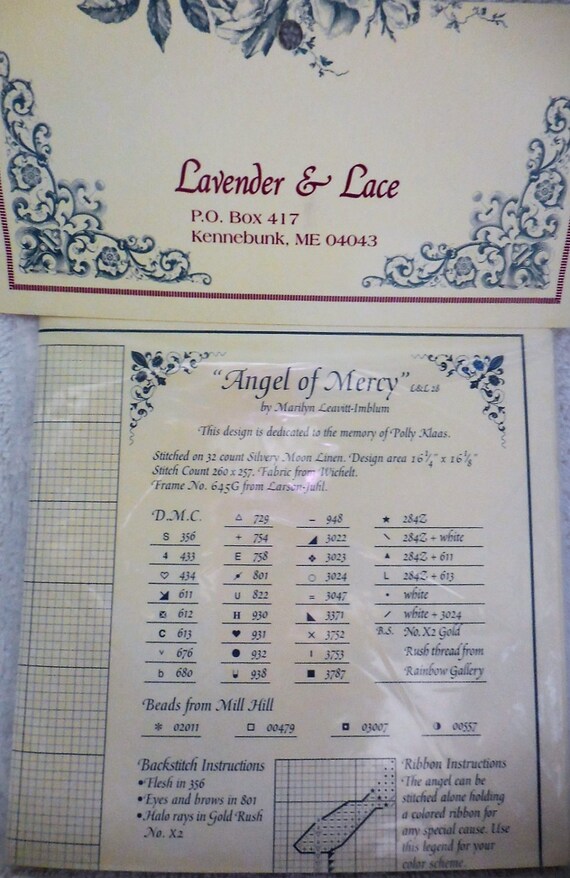 Lavender & Lace
P.O. Box 417
Kennebunk, ME 04043
"Angel of Mercy" L&L 28
by Marilyn Leavitt-Imblum
This design is dedicated to the memory of Polly Klaas.
Stitched on 32 count Silvery Moon Linen. Design area 16 1/4" x 16 1/8"
Stitch Count 260 x 257. Fabric from Wichelt.
Frame No. 645G from Larson-Juhl.
D.M.C.
S 356
4 433
♡ 434
◢ 611
612
C 613
v 676
b 680
△ 729
+ 754
E 758
801
U 822
H 930
♥ 931
● 932
938
– 948
◢ 3022
❖ 3023
○ 3024
= 3047
◣ 3371
× 3752
I 3753
■ 3787
★ 284Z
\ 284Z + white
▲ 284Z + 611
L 284Z + 613
• white
/ white + 3024
B.S. No. X2 Gold
Rush thread from
Rainbow Gallery
Beads from Mill Hill
✻ 02011 □ 00479 ◘ 03007 ◑ 00557
Backstitch Instructions
•Flesh in 356
•Eyes and brows in 801
•Halo rays in Gold Rush
No. X2
Ribbon Instructions
The angel can be
stitched alone holding
a colored ribbon for
any special cause. Use
this legend for your
color scheme.